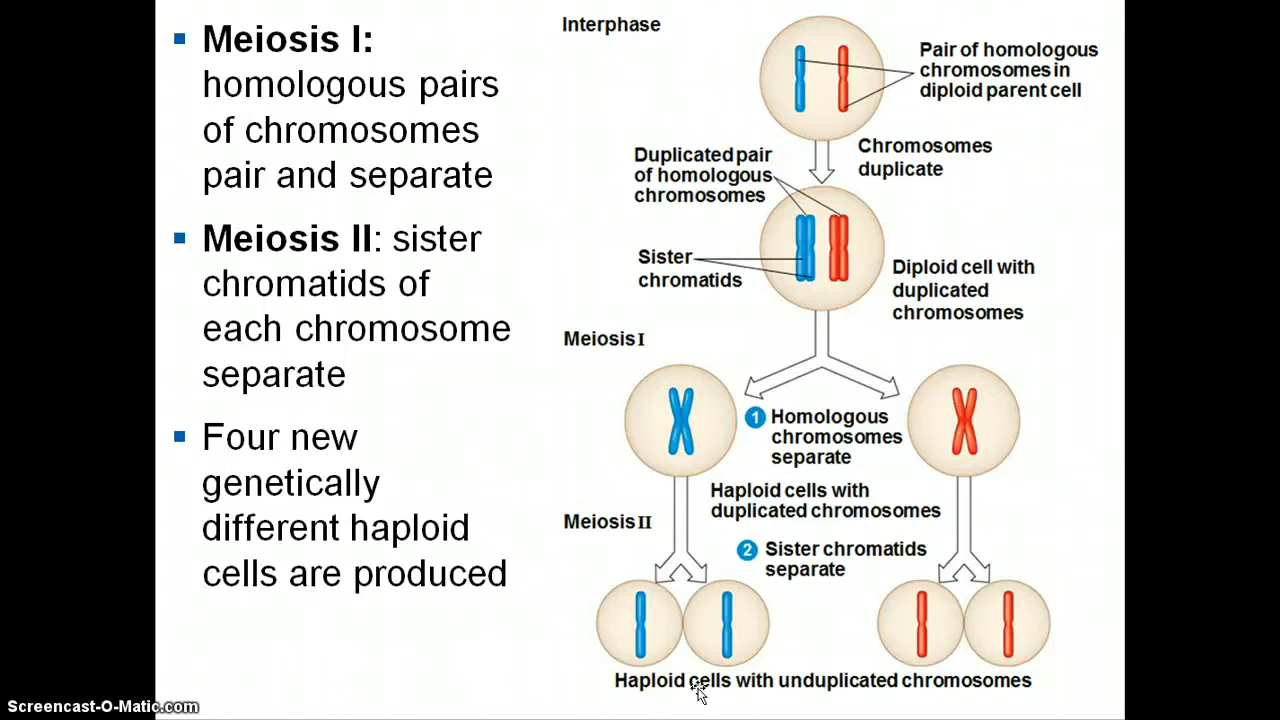 Meiosis I:
homologous pairs
of chromosomes
pair and separate
Meiosis II: sister
chromatids of
each chromosome
separate
Four new
genetically
different haploid
cells are produced
Interphase
Pair of homologous
chromosomes in
diploid parent cell
Chromosomes
duplicate
Duplicated pair
of homologous
chromosomes
Sister
chromatids
Diploid cell with
duplicated
chromosomes
Meiosis I
1 Homologous
chromosomes
separate
Haploid cells with
duplicated chromosomes
Meiosis II
2 Sister chromatids
separate
Haploid cells with unduplicated chromosomes
Screencast-O-Matic.com